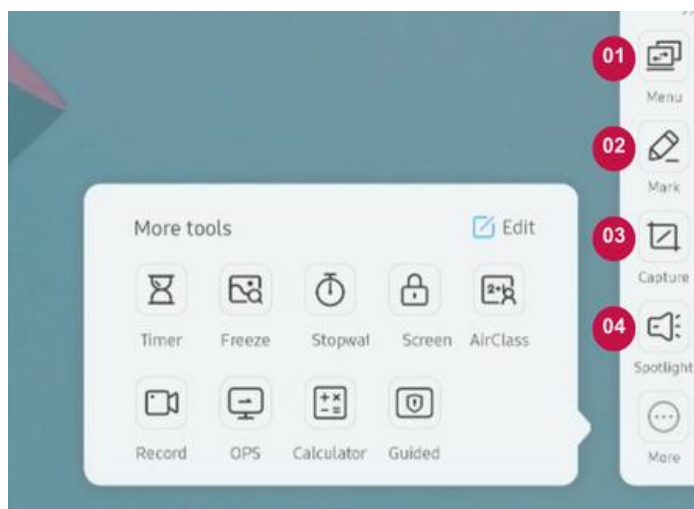 01
Menu
02
Mark
More tools
Edit
03
Capture
Timer
Freeze
Stopwat
Screen
AirClass
2+
04
Spotlight
Record
OPS
Calculator
Guided
More